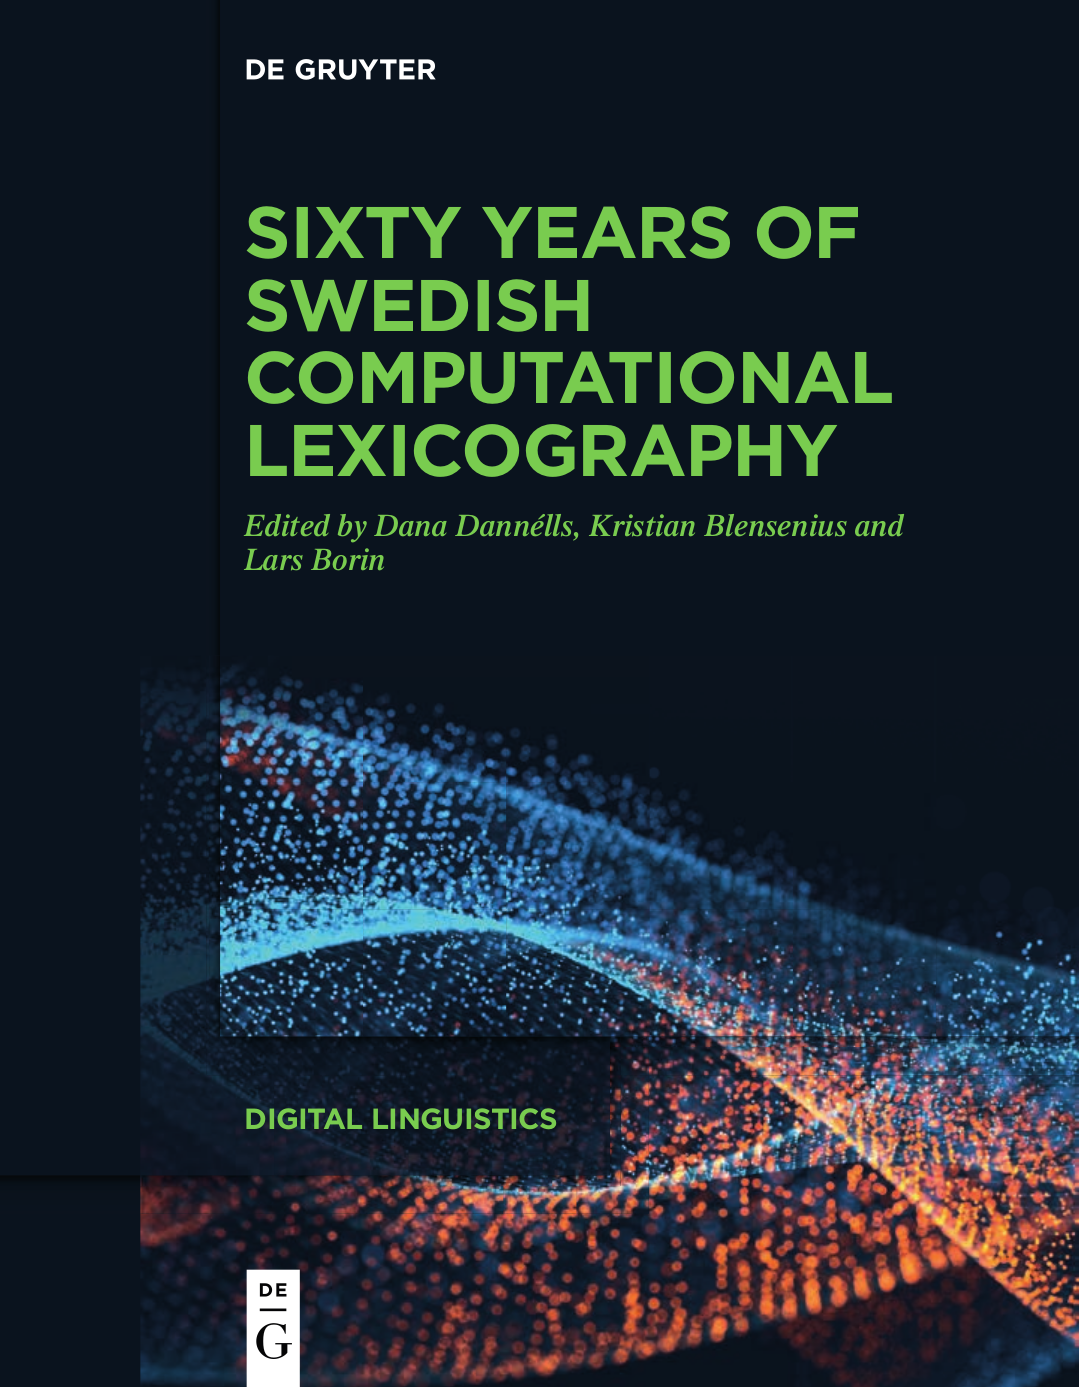 DE GRUYTER
SIXTY YEARS OF
SWEDISH
COMPUTATIONAL
LEXICOGRAPHY
Edited by Dana Dannélls, Kristian Blensenius and
Lars Borin
DIGITAL LINGUISTICS
DE
G